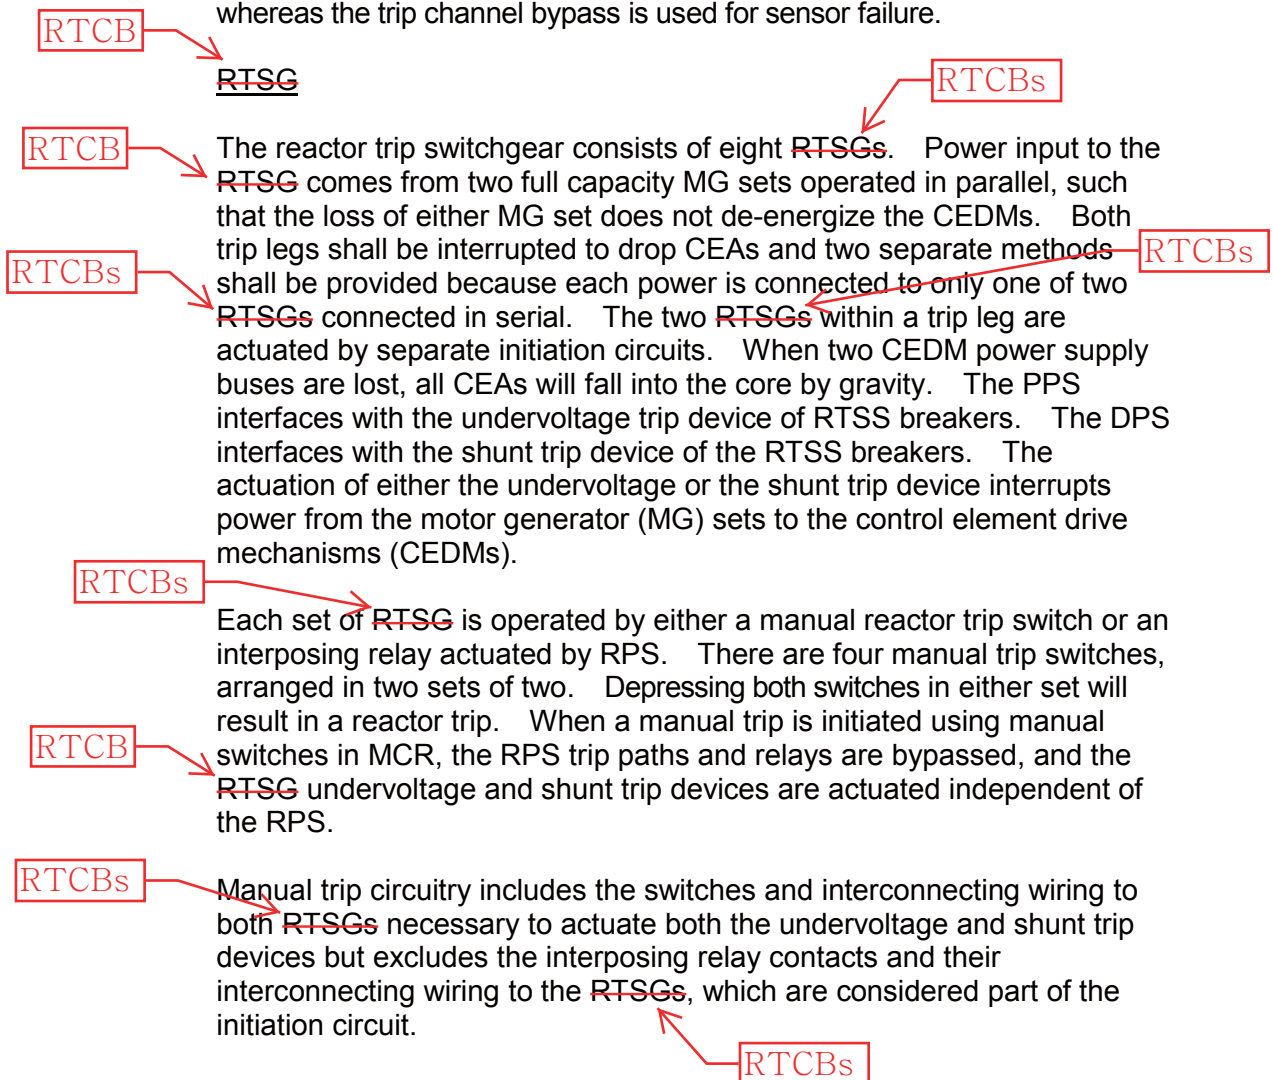 whereas the trip channel bypass is used for sensor failure.
RTCB
RTSG
RTCBs
RTCB
The reactor trip switchgear consists of eight RTSGs. Power input to the
RTSG comes from two full capacity MG sets operated in parallel, such
that the loss of either MG set does not de-energize the CEDMs. Both
trip legs shall be interrupted to drop CEAs and two separate methods
RTCBs
RTCBs
shall be provided because each power is connected to only one of two
RTSGs connected in serial. The two RTSGs within a trip leg are
actuated by separate initiation circuits. When two CEDM power supply
buses are lost, all CEAs will fall into the core by gravity. The PPS
interfaces with the undervoltage trip device of RTSS breakers. The DPS
interfaces with the shunt trip device of the RTSS breakers. The
actuation of either the undervoltage or the shunt trip device interrupts
power from the motor generator (MG) sets to the control element drive
mechanisms (CEDMs).
RTCBs
Each set of RTSG is operated by either a manual reactor trip switch or an
interposing relay actuated by RPS. There are four manual trip switches,
arranged in two sets of two. Depressing both switches in either set will
result in a reactor trip. When a manual trip is initiated using manual
RTCB
switches in MCR, the RPS trip paths and relays are bypassed, and the
RTSG undervoltage and shunt trip devices are actuated independent of
the RPS.
RTCBs
Manual trip circuitry includes the switches and interconnecting wiring to
both RTSGs necessary to actuate both the undervoltage and shunt trip
devices but excludes the interposing relay contacts and their
interconnecting wiring to the RTSGs, which are considered part of the
initiation circuit.
RTCBs